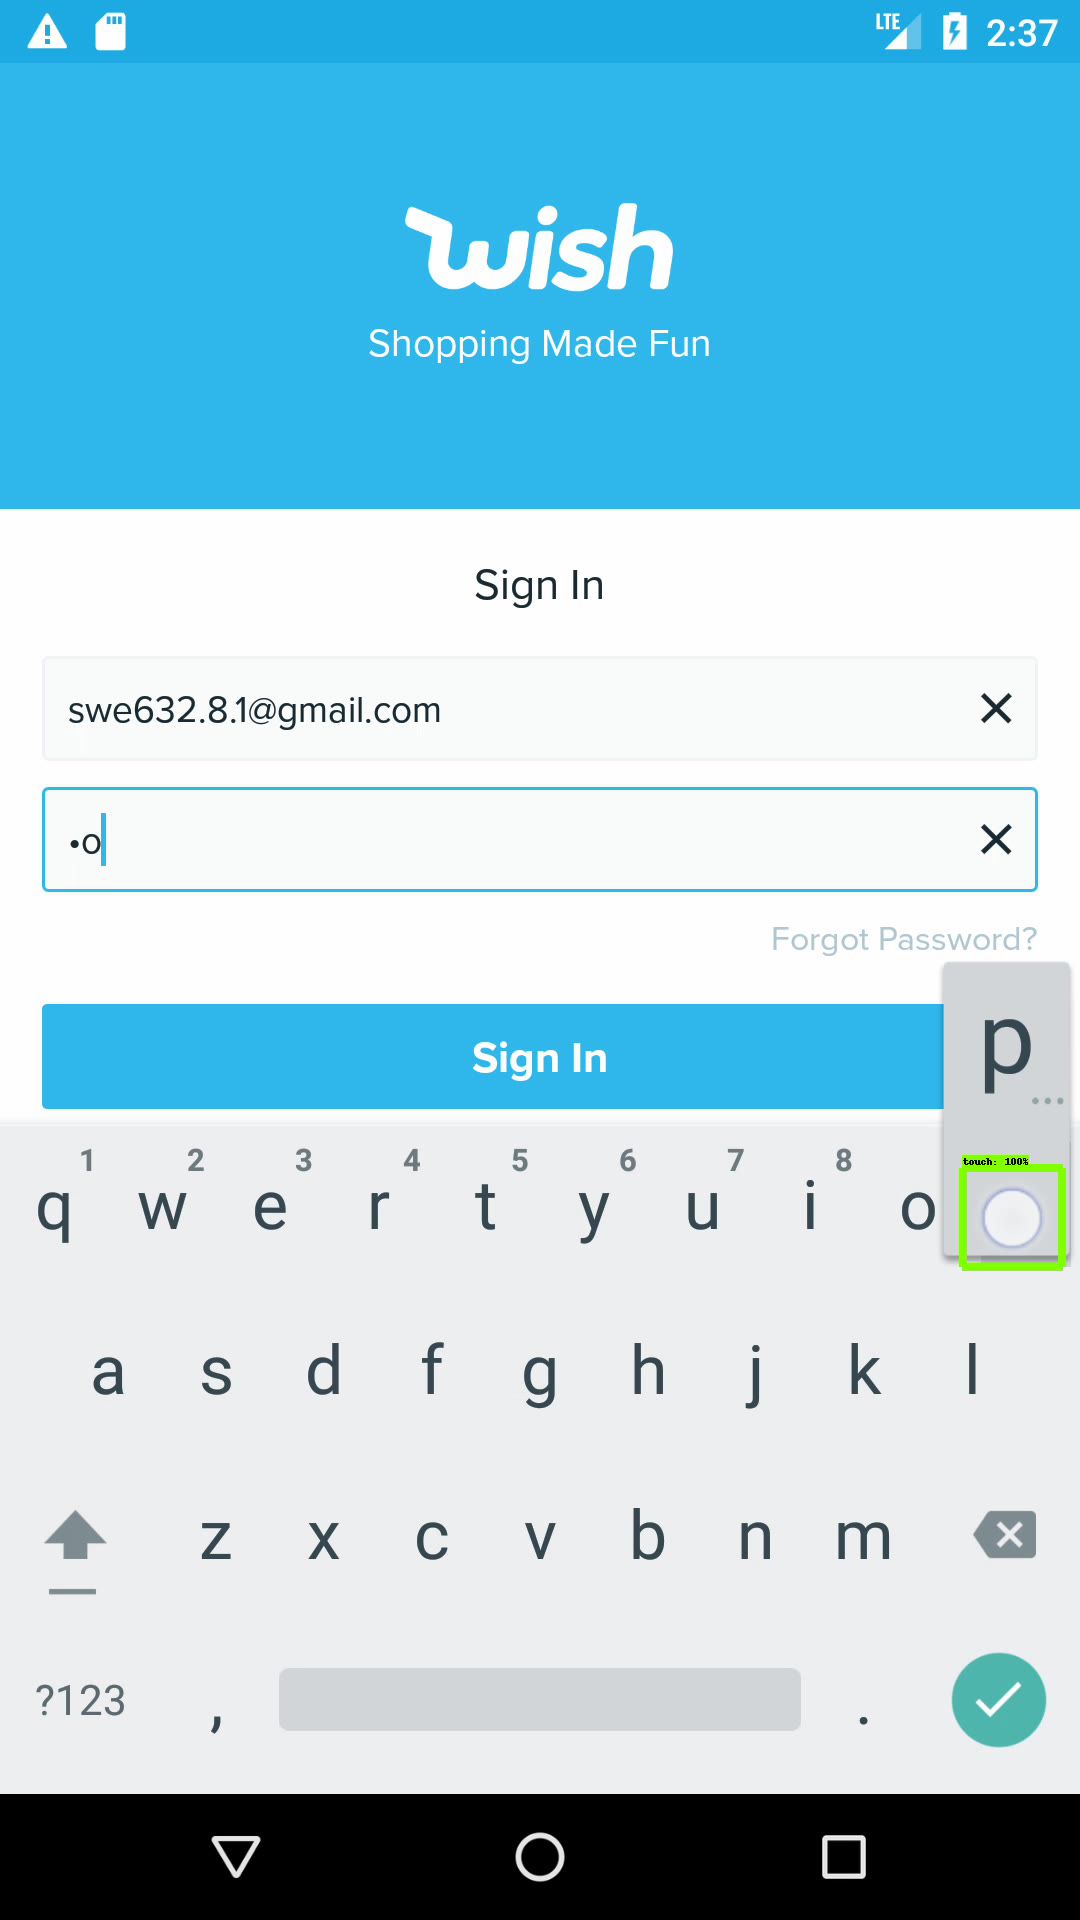 LTE 2:37
wish
Shopping Made Fun
Sign In
swe632.8.1@gmail.com
•o
Forgot Password?
Sign In
p
...
touch: 100%
1 2 3 4 5 6 7 8
q w e r t y u i o
a s d f g h j k l
z x c v b n m
?123 , .